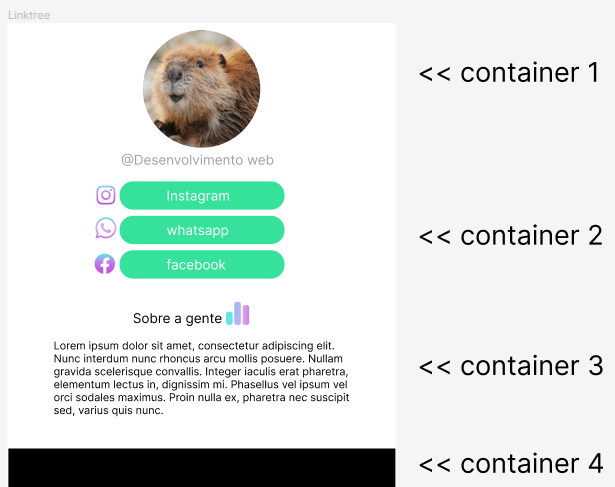 Linktree
<< container 1
@Desenvolvimento web
Instagram
whatsapp
facebook
<< container 2
Sobre a gente
Lorem ipsum dolor sit amet, consectetur adipiscing elit.
Nunc interdum nunc rhoncus arcu mollis posuere. Nullam
gravida scelerisque convallis. Integer iaculis erat pharetra,
elementum lectus in, dignissim mi. Phasellus vel ipsum vel
orci sodales maximus. Proin nulla ex, pharetra nec suscipit
sed, varius quis nunc.
<< container 3
<< container 4